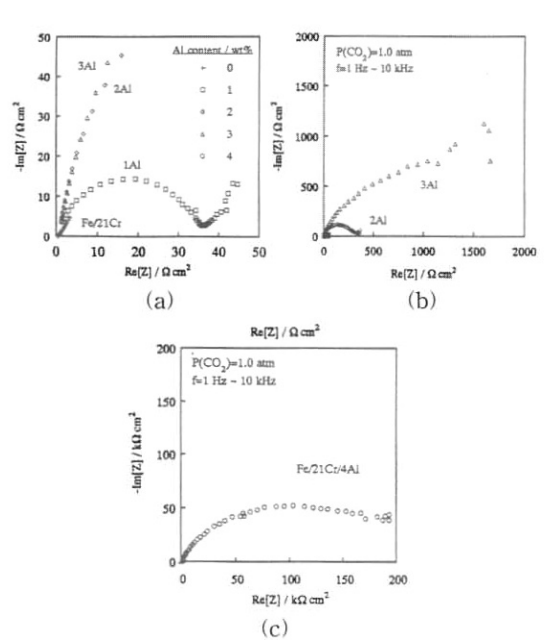 50
40
30
20
10
0
-Im[Z] / Ω cm²
Al content / wt%
0
1
2
3
4
3Al
2Al
1Al
Fe/21Cr
0 10 20 30 40 50
Re[Z] / Ω cm²
(a)
2000
1500
1000
500
0
-Im[Z] / Ω cm²
P(CO₂)=1.0 atm
f=1 Hz - 10 kHz
3Al
2Al
0 500 1000 1500 2000
Re[Z] / Ω cm²
(b)
Re[Z] / Ω cm²
200
150
100
50
0
-Im[Z] / kΩ cm²
P(CO₂)=1.0 atm
f=1 Hz - 10 kHz
Fe/21Cr/4Al
0 50 100 150 200
Re[Z] / kΩ cm²
(c)